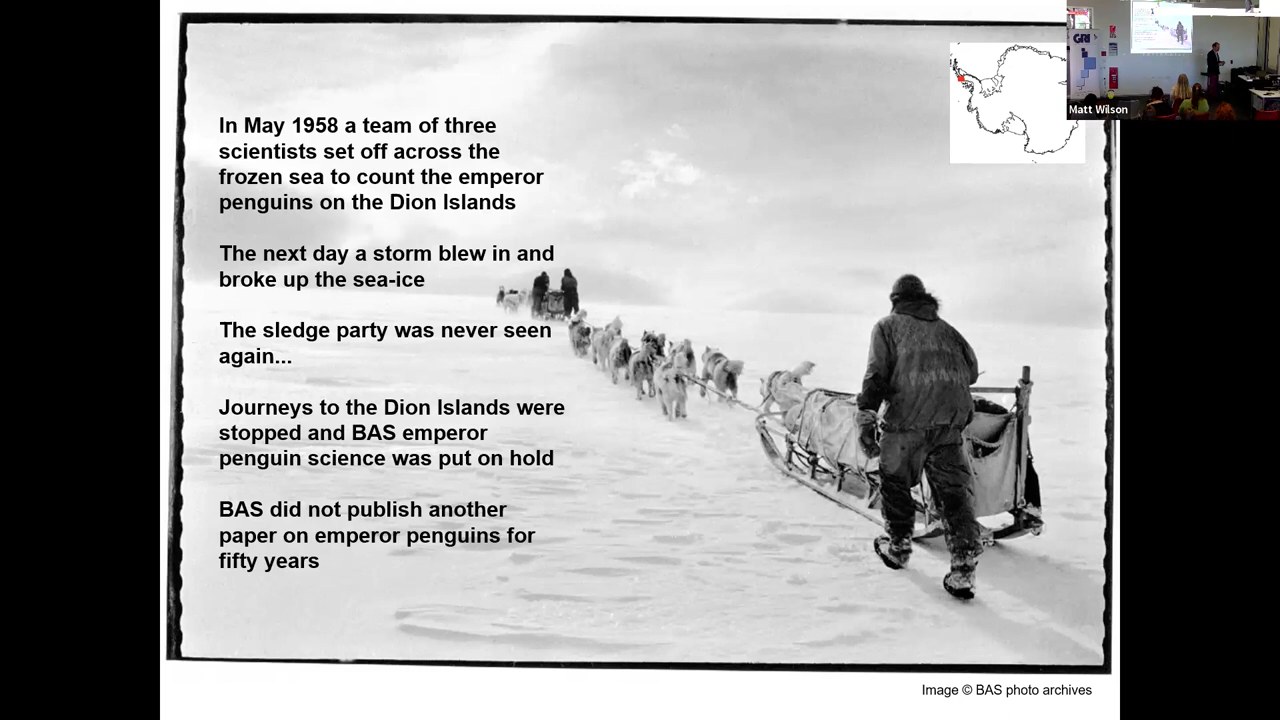 In May 1958 a team of three
scientists set off across the
frozen sea to count the emperor
penguins on the Dion Islands
The next day a storm blew in and
broke up the sea-ice
The sledge party was never seen
again...
Journeys to the Dion Islands were
stopped and BAS emperor
penguin science was put on hold
BAS did not publish another
paper on emperor penguins for
fifty years
Image © BAS photo archives
GRI
Matt Wilson